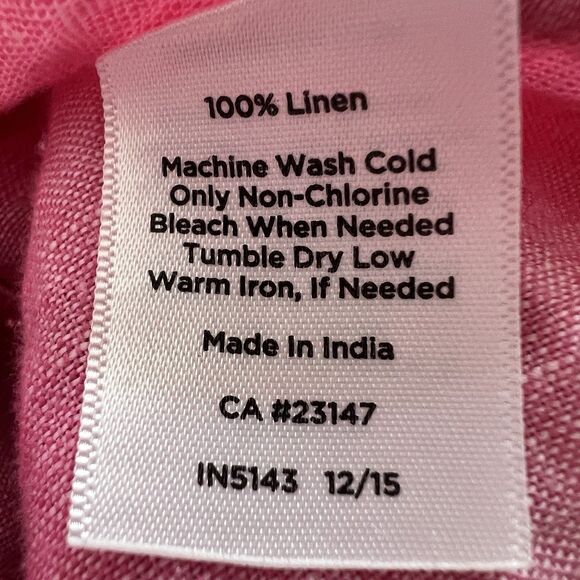 100% Linen
Machine Wash Cold
Only Non-Chlorine
Bleach When Needed
Tumble Dry Low
Warm Iron, If Needed
Made In India
CA #23147
IN5143 12/15